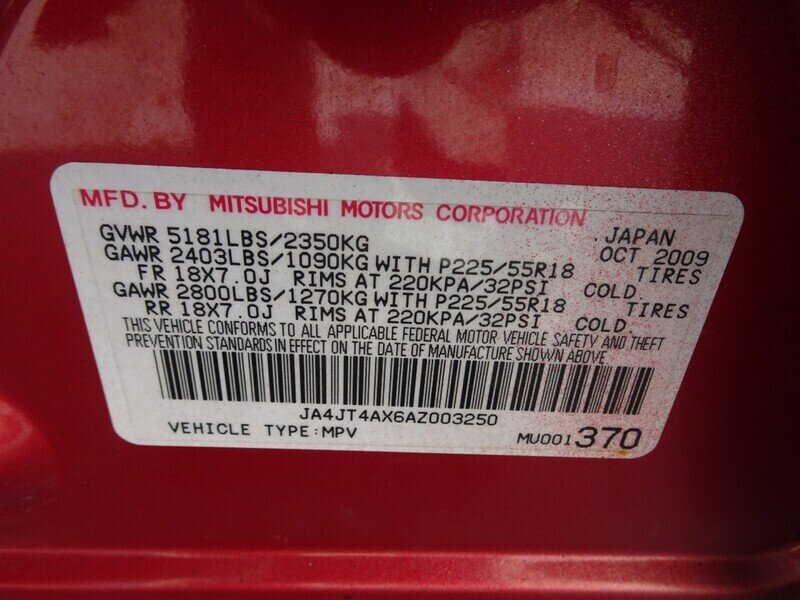 MFD. BY MITSUBISHI MOTORS CORPORATION
GVWR 5181LBS/2350KG JAPAN
GAWR 2403LBS/1090KG WITH P225/55R18 OCT 2009
FR 18X7.0J RIMS AT 220KPA/32PSI COLD TIRES
GAWR 2800LBS/1270KG WITH P225/55R18
RR 18X7.0J RIMS AT 220KPA/32PSI COLD TIRES
THIS VEHICLE CONFORMS TO ALL APPLICABLE FEDERAL MOTOR VEHICLE SAFETY AND THEFT
PREVENTION STANDARDS IN EFFECT ON THE DATE OF MANUFACTURE SHOWN ABOVE
JA4JT4AX6AZ003250
VEHICLE TYPE:MPV MU001370